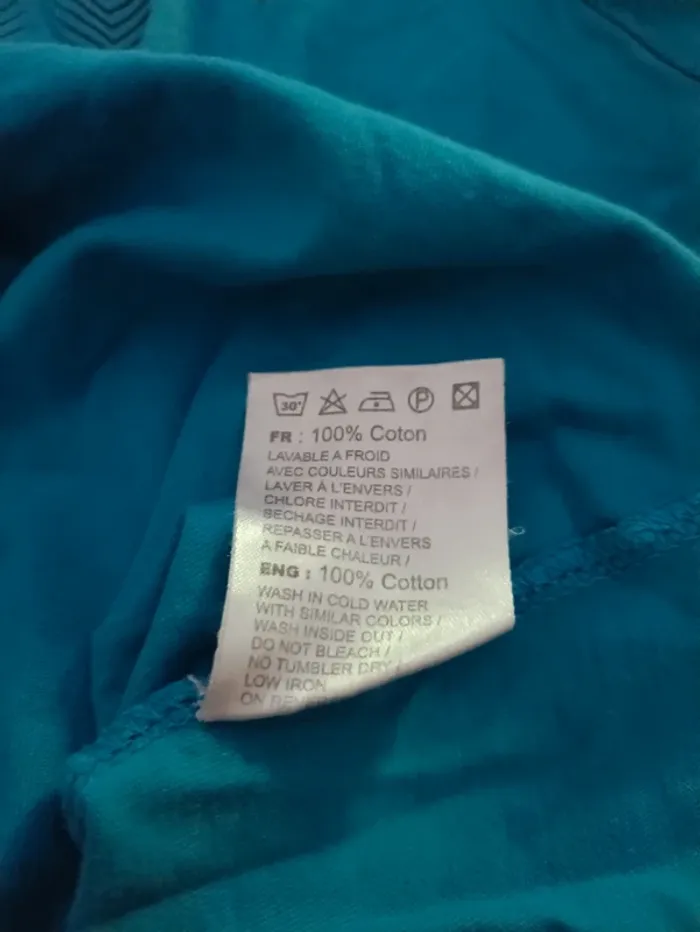 30°
P
FR : 100% Coton
LAVABLE A FROID
AVEC COULEURS SIMILAIRES /
LAVER À L'ENVERS /
CHLORE INTERDIT /
SECHAGE INTERDIT /
REPASSER A L'ENVERS
A FAIBLE CHALEUR /
ENG : 100% Cotton
WASH IN COLD WATER
WITH SIMILAR COLORS /
WASH INSIDE OUT /
DO NOT BLEACH /
NO TUMBLER DRY /
LOW IRON
ON